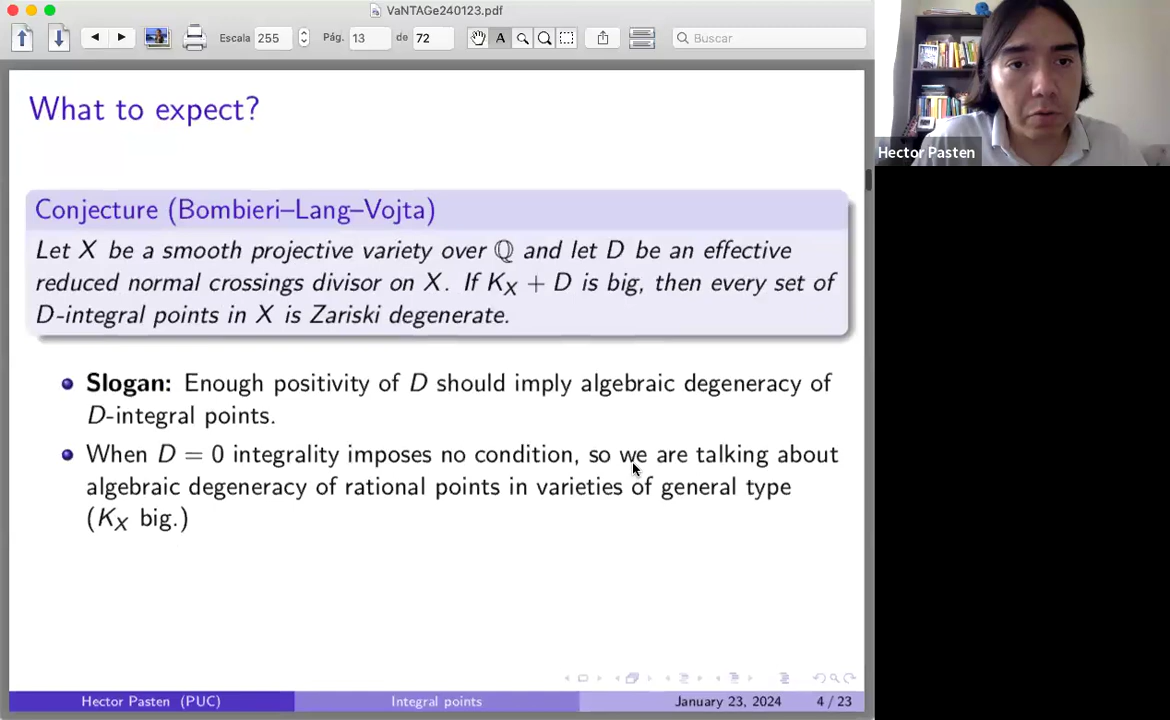 VaNTAGe240123.pdf
Escala 255 Pág. 13 de 72 Buscar
Hector Pasten
What to expect?
Conjecture (Bombieri–Lang–Vojta)
Let X be a smooth projective variety over ℚ and let D be an effective
reduced normal crossings divisor on X. If K_X + D is big, then every set of
D-integral points in X is Zariski degenerate.
Slogan: Enough positivity of D should imply algebraic degeneracy of
D-integral points.
When D = 0 integrality imposes no condition, so we are talking about
algebraic degeneracy of rational points in varieties of general type
(K_X big.)
Hector Pasten (PUC) Integral points January 23, 2024 4 / 23